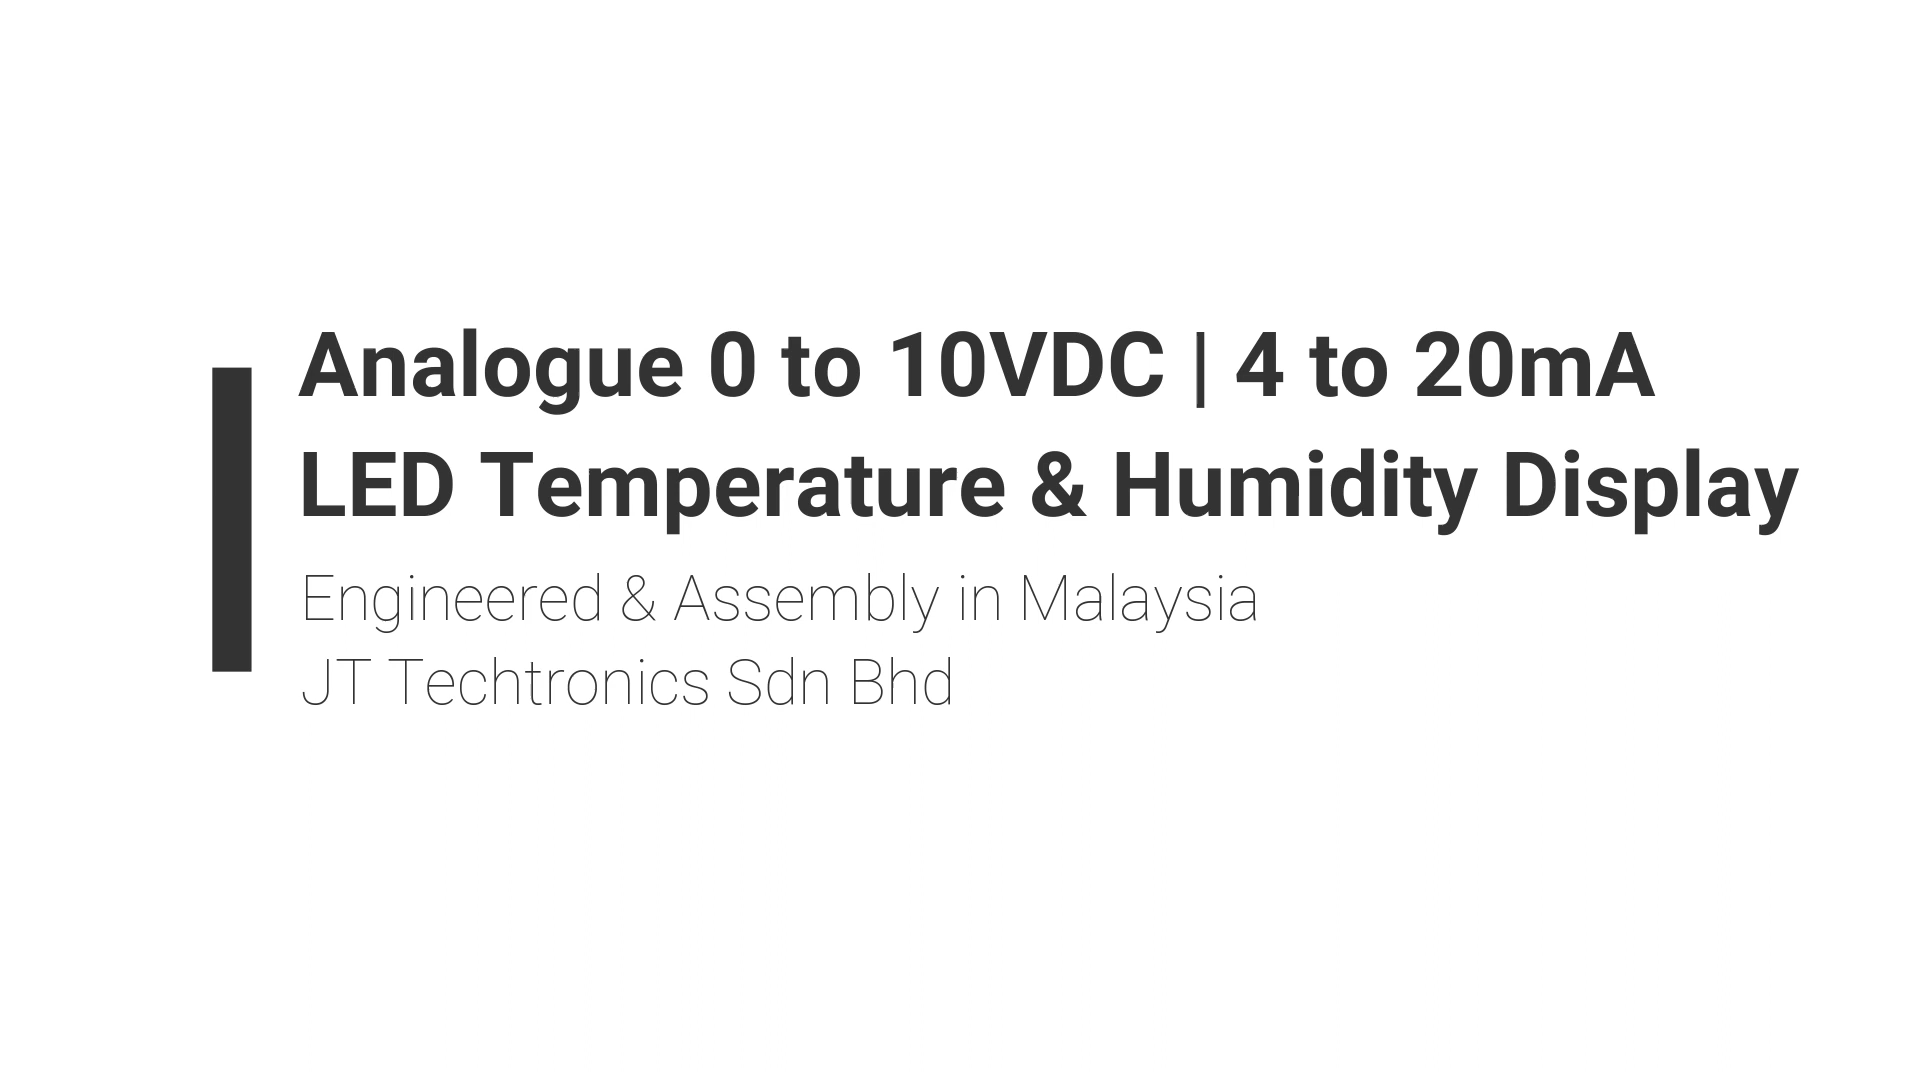 Analogue 0 to 10VDC | 4 to 20mA
LED Temperature & Humidity Display
Engineered & Assembly in Malaysia
JT Techtronics Sdn Bhd